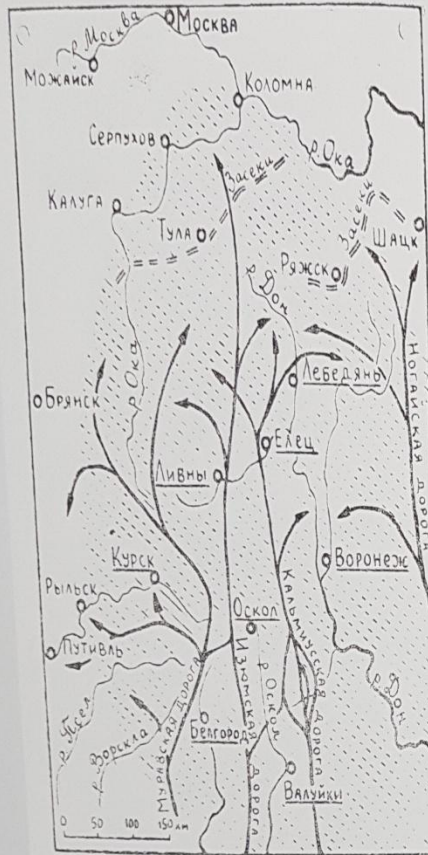 Москва
р. Москва
Можайск
Коломна
Серпухов
р. Ока
Засеки
Засеки
Калуга
Тула
Шацк
Ряжск
р. Дон
р. Ока
Брянск
Лебедянь
Ногайская дорога
Елец
Ливны
Курск
Воронеж
Рыльск
Оскол
Путивль
Кальмиусская дорога
Изюмская дорога
р. Оскол
Муравская дорога
р. Псел
р. Ворскла
Белгород
р. Дон
Валуйки
0 50 100 150 км